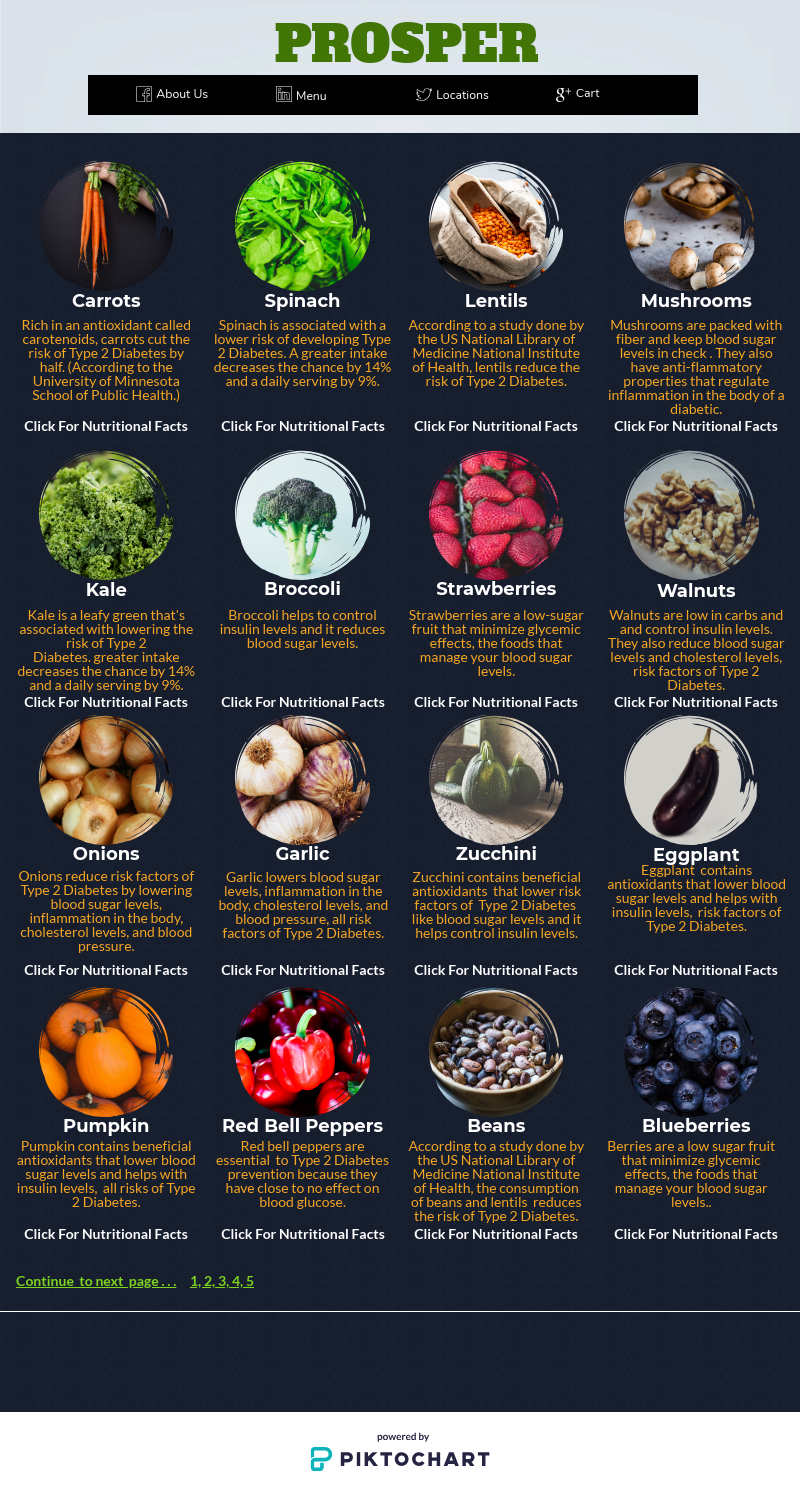 PROSPER
About Us
Menu
Locations
g+ Cart
Carrots
Rich in an antioxidant called
carotenoids, carrots cut the
risk of Type 2 Diabetes by
half. (According to the
University of Minnesota
School of Public Health.)
Click For Nutritional Facts
Spinach
Spinach is associated with a
lower risk of developing Type
2 Diabetes. A greater intake
decreases the chance by 14%
and a daily serving by 9%.
Click For Nutritional Facts
Lentils
According to a study done by
the US National Library of
Medicine National Institute
of Health, lentils reduce the
risk of Type 2 Diabetes.
Click For Nutritional Facts
Mushrooms
Mushrooms are packed with
fiber and keep blood sugar
levels in check . They also
have anti-flammatory
properties that regulate
inflammation in the body of a
diabetic.
Click For Nutritional Facts
Kale
Kale is a leafy green that's
associated with lowering the
risk of Type 2
Diabetes. greater intake
decreases the chance by 14%
and a daily serving by 9%.
Click For Nutritional Facts
Broccoli
Broccoli helps to control
insulin levels and it reduces
blood sugar levels.
Click For Nutritional Facts
Strawberries
Strawberries are a low-sugar
fruit that minimize glycemic
effects, the foods that
manage your blood sugar
levels.
Click For Nutritional Facts
Walnuts
Walnuts are low in carbs and
and control insulin levels.
They also reduce blood sugar
levels and cholesterol levels,
risk factors of Type 2
Diabetes.
Click For Nutritional Facts
Onions
Onions reduce risk factors of
Type 2 Diabetes by lowering
blood sugar levels,
inflammation in the body,
cholesterol levels, and blood
pressure.
Click For Nutritional Facts
Garlic
Garlic lowers blood sugar
levels, inflammation in the
body, cholesterol levels, and
blood pressure, all risk
factors of Type 2 Diabetes.
Click For Nutritional Facts
Zucchini
Zucchini contains beneficial
antioxidants that lower risk
factors of Type 2 Diabetes
like blood sugar levels and it
helps control insulin levels.
Click For Nutritional Facts
Eggplant
Eggplant contains
antioxidants that lower blood
sugar levels and helps with
insulin levels, risk factors of
Type 2 Diabetes.
Click For Nutritional Facts
Pumpkin
Pumpkin contains beneficial
antioxidants that lower blood
sugar levels and helps with
insulin levels, all risks of Type
2 Diabetes.
Click For Nutritional Facts
Red Bell Peppers
Red bell peppers are
essential to Type 2 Diabetes
prevention because they
have close to no effect on
blood glucose.
Click For Nutritional Facts
Beans
According to a study done by
the US National Library of
Medicine National Institute
of Health, the consumption
of beans and lentils reduces
the risk of Type 2 Diabetes.
Click For Nutritional Facts
Blueberries
Berries are a low sugar fruit
that minimize glycemic
effects, the foods that
manage your blood sugar
levels..
Click For Nutritional Facts
Continue to next page . . . 1, 2, 3, 4, 5
powered by
PIKTOCHART